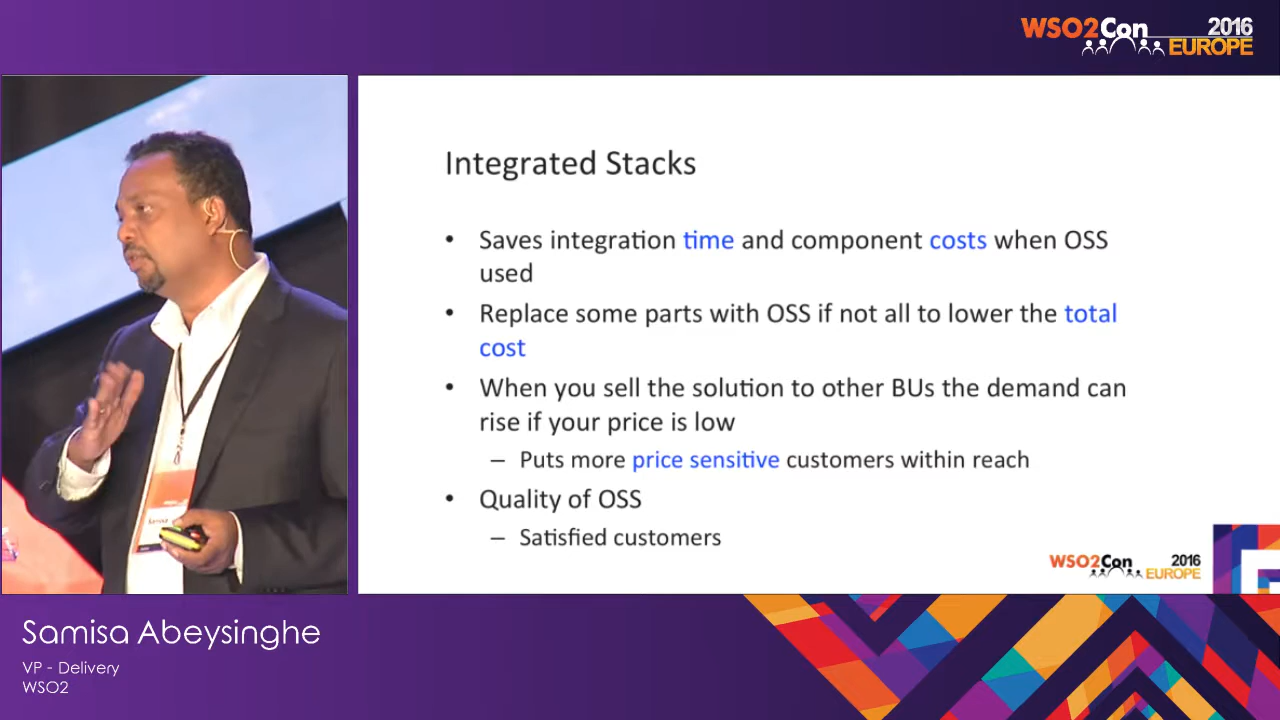 WSO2Con 2016
EUROPE
Integrated Stacks
• Saves integration time and component costs when OSS
used
• Replace some parts with OSS if not all to lower the total
cost
• When you sell the solution to other BUs the demand can
rise if your price is low
– Puts more price sensitive customers within reach
• Quality of OSS
– Satisfied customers
WSO2Con 2016
EUROPE
Samisa Abeysinghe
VP - Delivery
WSO2